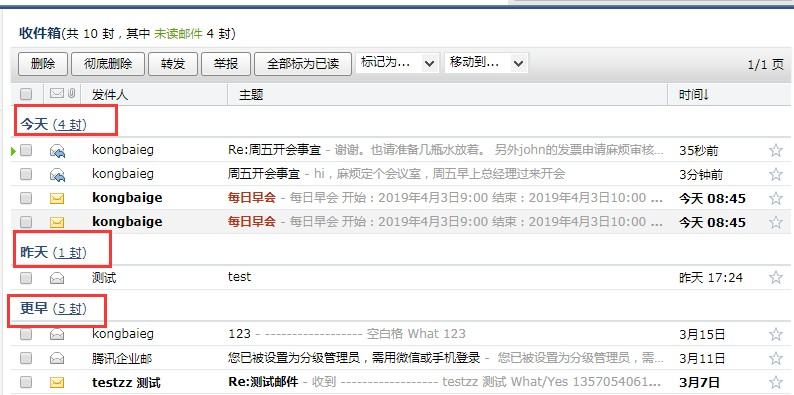 收件箱(共 10 封，其中 未读邮件 4 封)
删除 彻底删除 转发 举报 全部标为已读 标记为... 移动到... 1/1 页
发件人 主题 时间↓
今天 (4 封)
kongbaieg Re:周五开会事宜 - 谢谢。也请准备几瓶水放着。 另外john的发票申请麻烦审核... 35秒前
kongbaieg 周五开会事宜 - hi，麻烦定个会议室，周五早上总经理过来开会 3分钟前
kongbaige 每日早会 - 每日早会 开始：2019年4月3日9:00 结束：2019年4月3日10:00 ... 今天 08:45
kongbaige 每日早会 - 每日早会 开始：2019年4月3日9:00 结束：2019年4月3日10:00 ... 今天 08:45
昨天 (1 封)
测试 test 昨天 17:24
更早 (5 封)
kongbaieg 123 - ------------------ 空白格 What 123 3月15日
腾讯企业邮 您已被设置为分级管理员，需用微信或手机登录 - 您已被设置为分级管理员，需... 3月11日
testzz 测试 Re:测试邮件 - 收到 ------------------ testzz 测试 What/Yes 1357054061... 3月7日